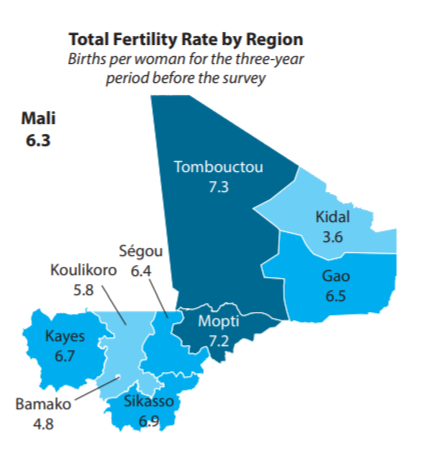 Total Fertility Rate by Region
Births per woman for the three-year
period before the survey
Mali
6.3
Tombouctou
7.3
Kidal
3.6
Ségou
6.4
Koulikoro
5.8
Gao
6.5
Mopti
7.2
Kayes
6.7
Bamako
4.8
Sikasso
6.9